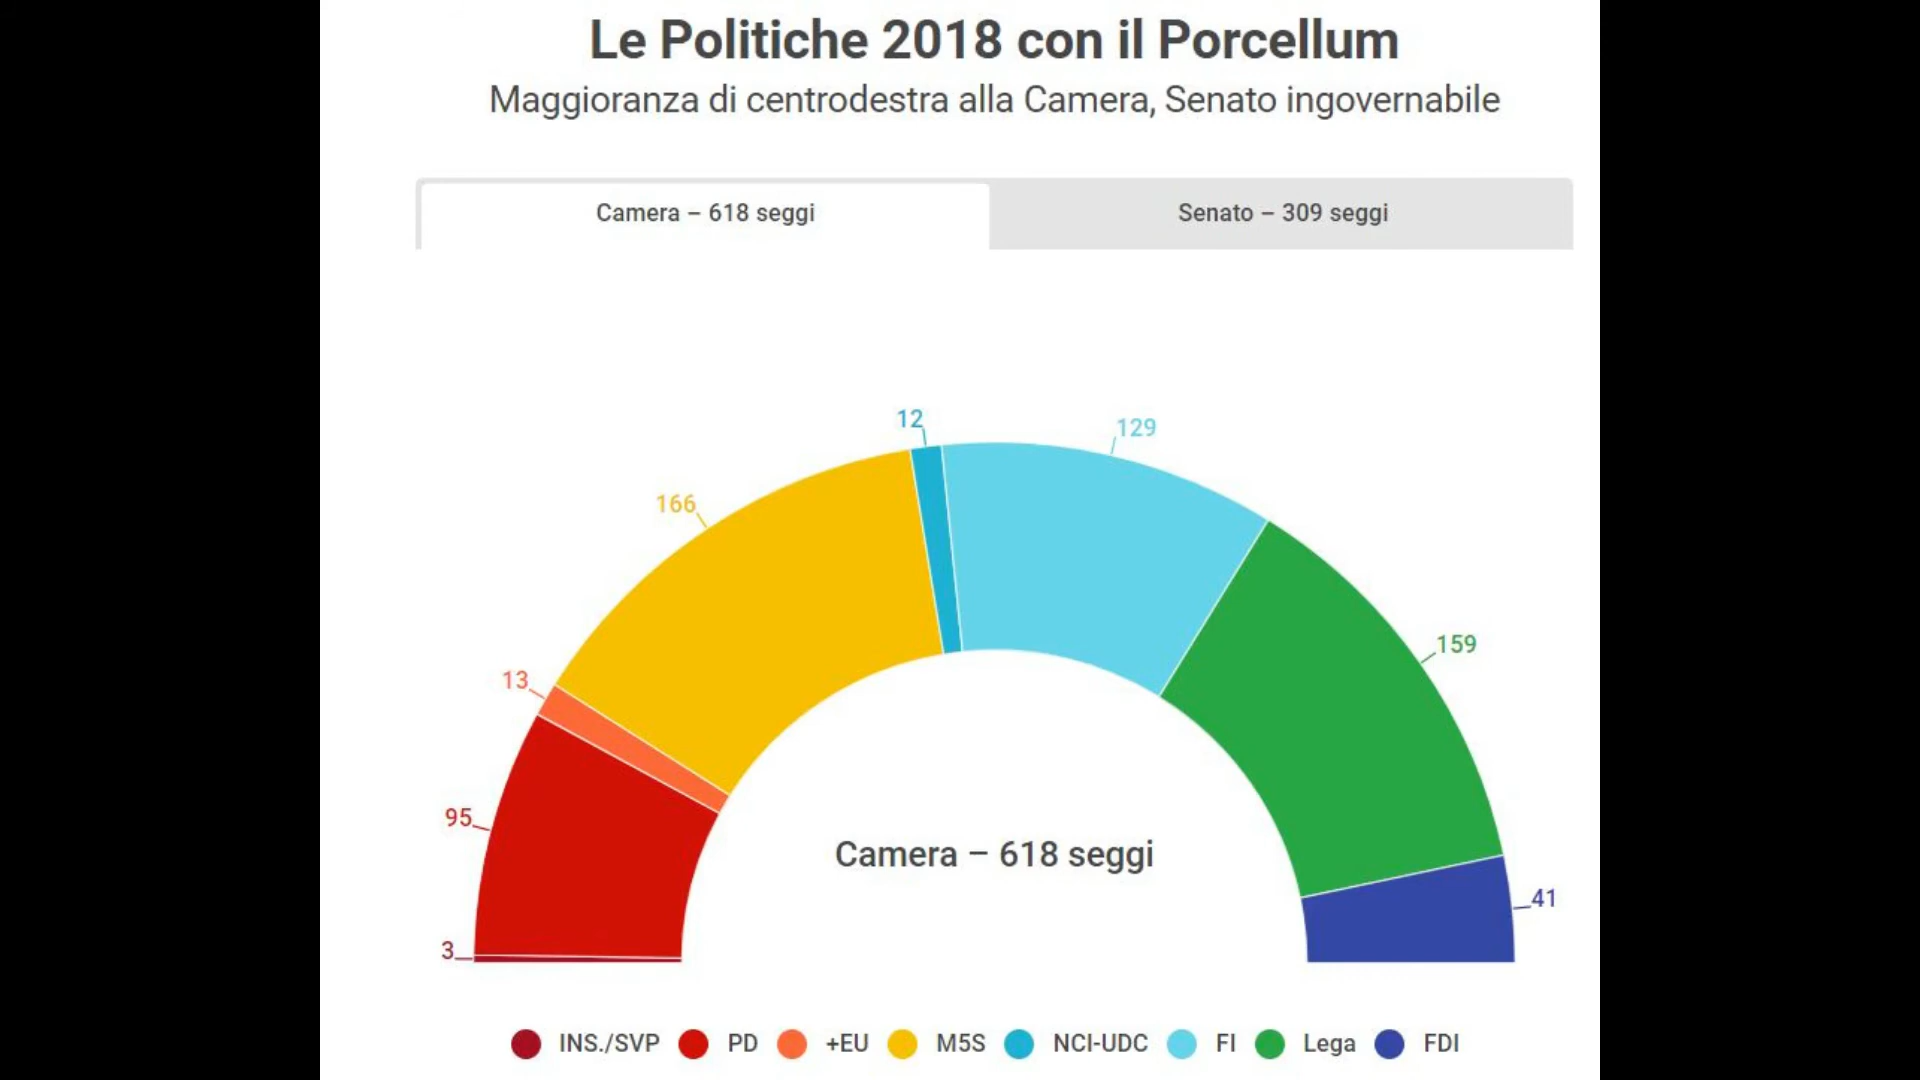 Le Politiche 2018 con il Porcellum
Maggioranza di centrodestra alla Camera, Senato ingovernabile
Camera – 618 seggi
Senato – 309 seggi
12
129
166
159
13
95
Camera – 618 seggi
41
3
INS./SVP PD +EU M5S NCI-UDC FI Lega FDI